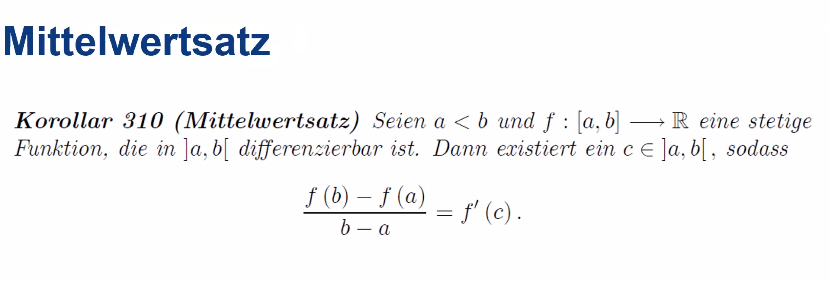 Mittelwertsatz
Korollar 310 (Mittelwertsatz) Seien a < b und f : [a, b] ⟶ ℝ eine stetige
Funktion, die in ]a, b[ differenzierbar ist. Dann existiert ein c ∈ ]a, b[ , sodass
f (b) − f (a)
b − a
= f′ (c) .